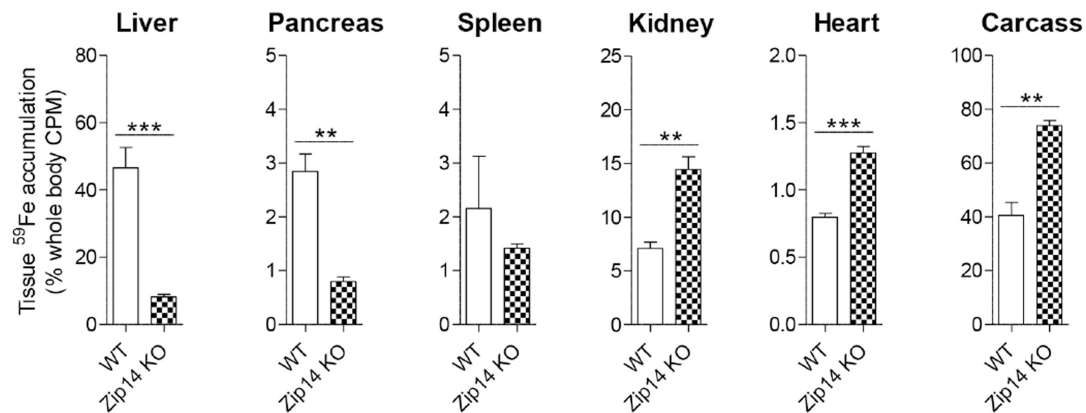 Liver
Pancreas
Spleen
Kidney
Heart
Carcass
Tissue ⁵⁹Fe accumulation
(% whole body CPM)
80
60
40
20
0
***
WT
Zip14 KO
5
4
3
2
1
0
**
WT
Zip14 KO
5
4
3
2
1
0
WT
Zip14 KO
25
20
15
10
5
0
**
WT
Zip14 KO
2.0
1.5
1.0
0.5
0.0
***
WT
Zip14 KO
100
80
60
40
20
0
**
WT
Zip14 KO